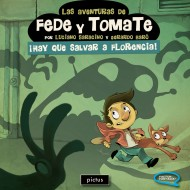 LAS AVENTURAS DE
FEDE Y TOMATE
POR LUCIANO SARACINO Y GERARDO BARÓ
¡HAY QUE SALVAR A FLORENCIA!
pictus